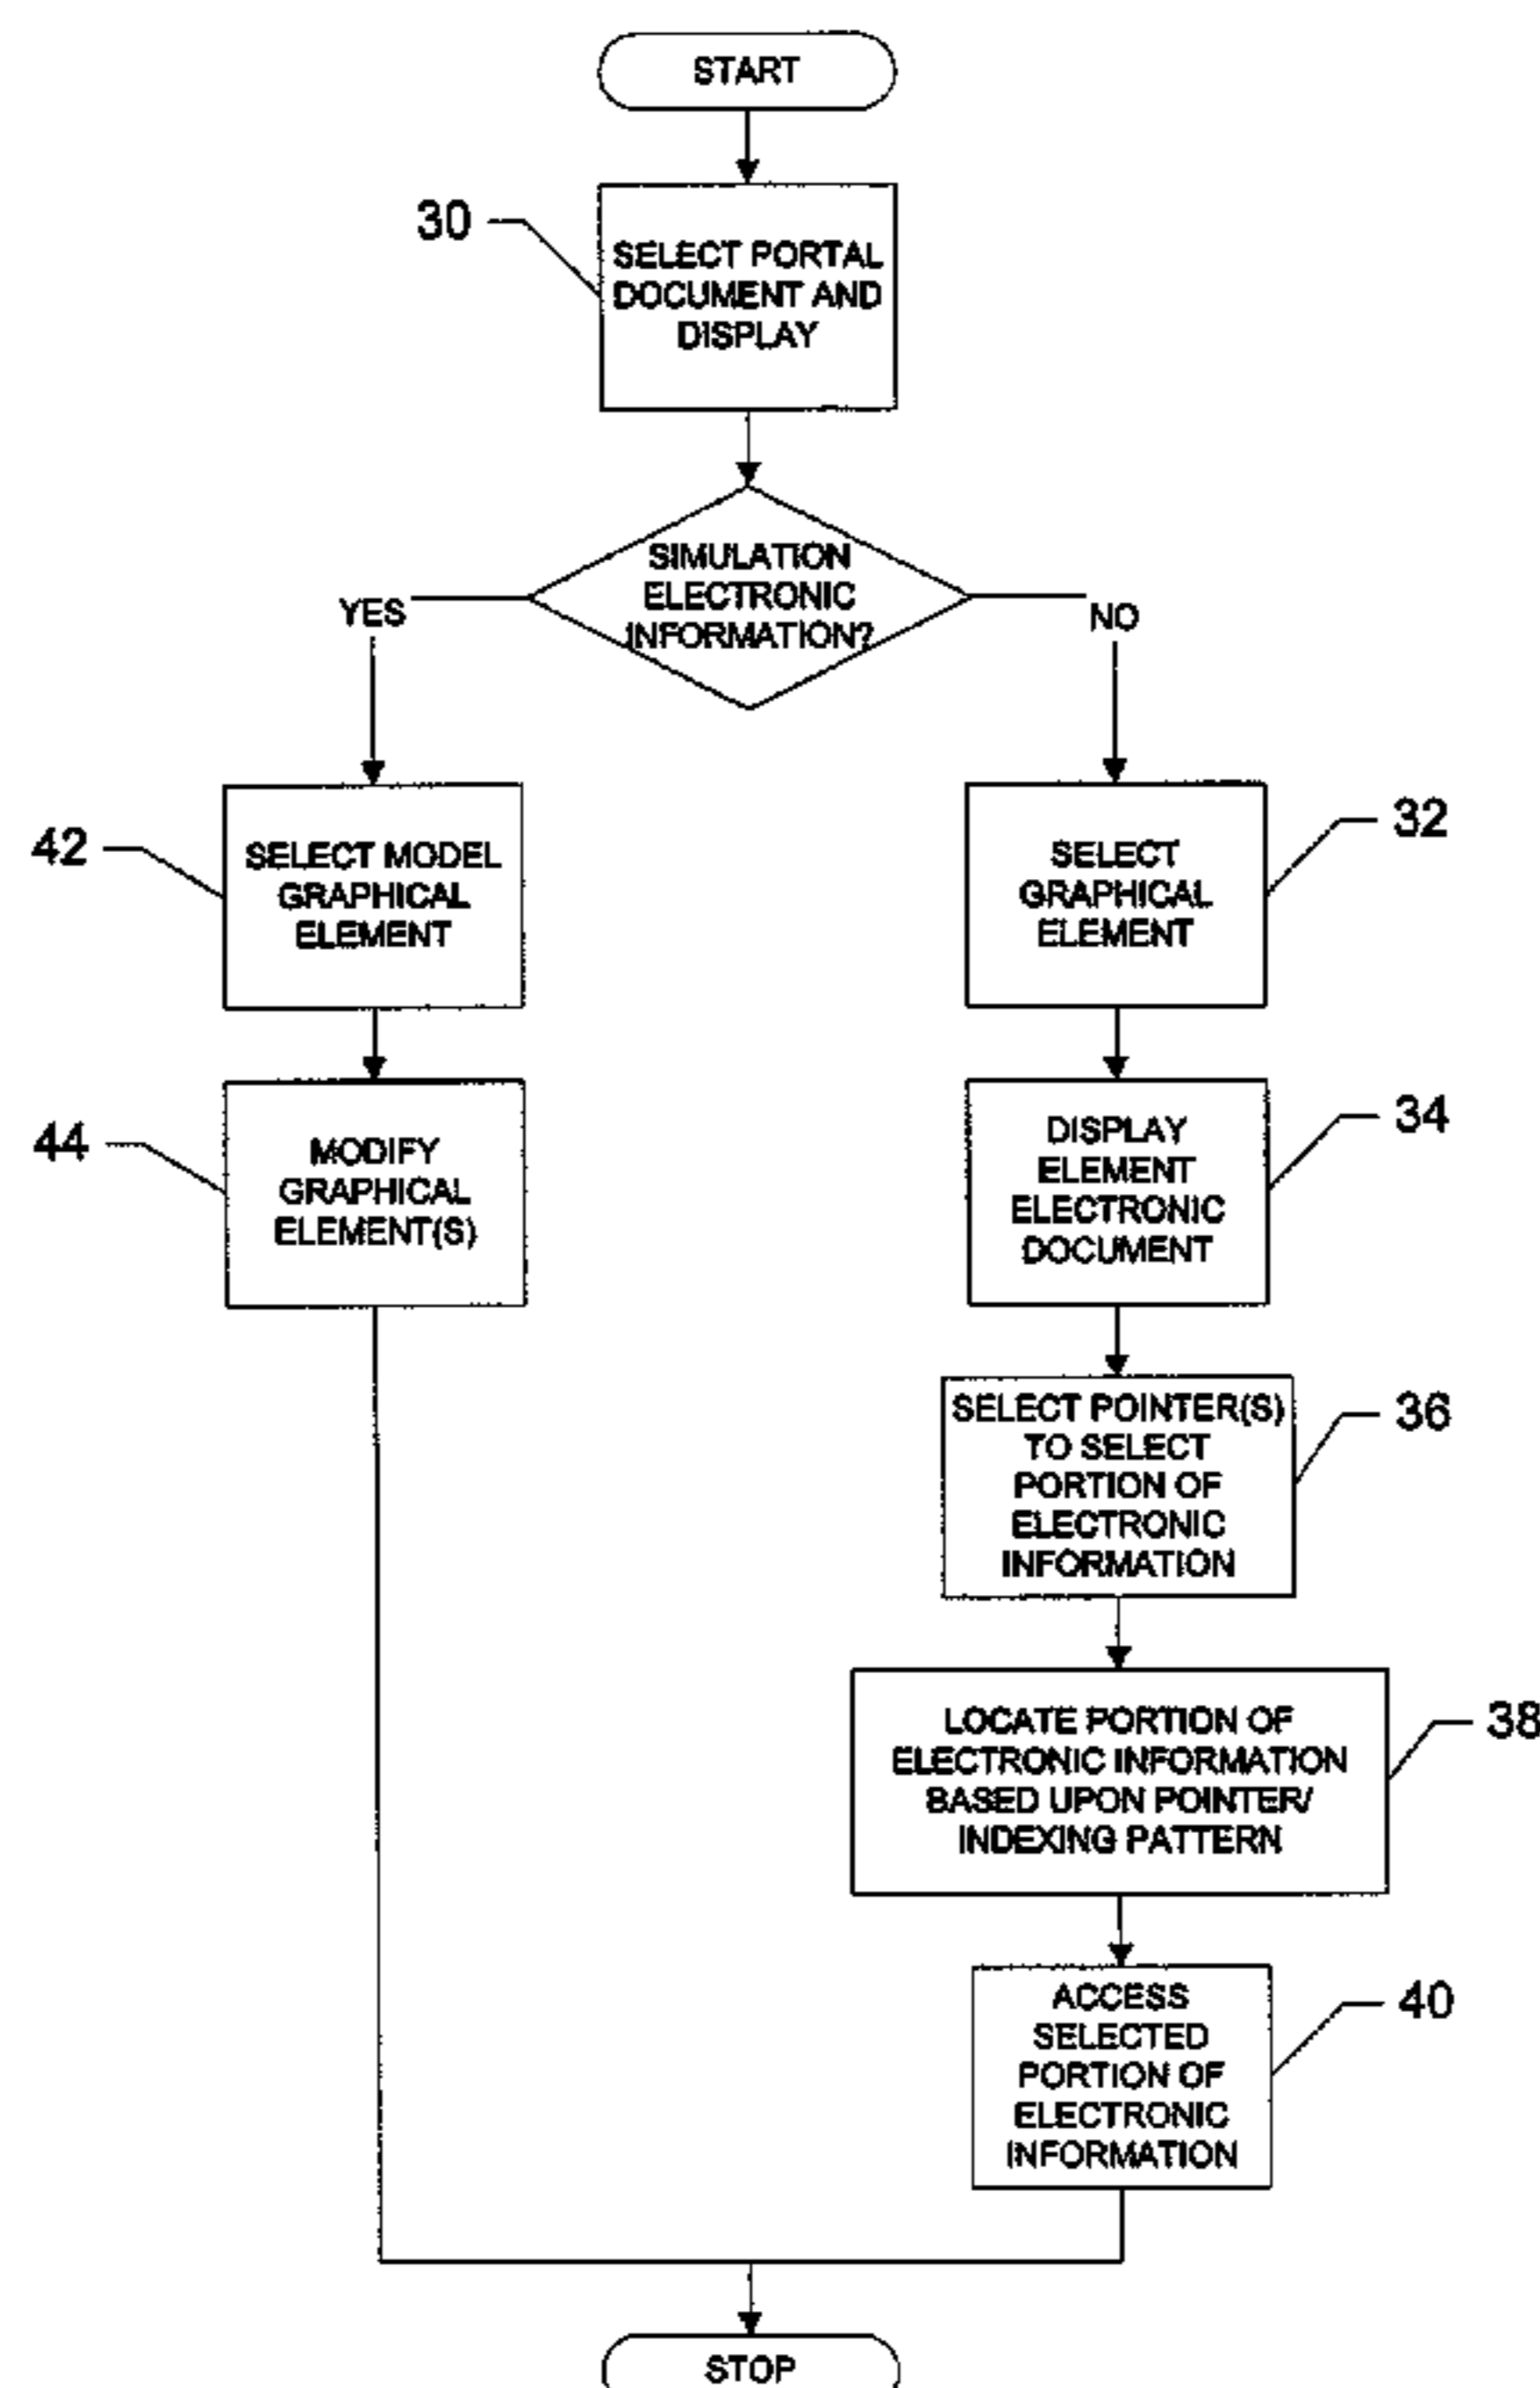 START
30
SELECT PORTAL
DOCUMENT AND
DISPLAY
SIMULATION
ELECTRONIC
INFORMATION?
YES
NO
42
SELECT MODEL
GRAPHICAL
ELEMENT
32
SELECT
GRAPHICAL
ELEMENT
44
MODIFY
GRAPHICAL
ELEMENT(S)
34
DISPLAY
ELEMENT
ELECTRONIC
DOCUMENT
36
SELECT POINTER(S)
TO SELECT
PORTION OF
ELECTRONIC
INFORMATION
38
LOCATE PORTION OF
ELECTRONIC INFORMATION
BASED UPON POINTER/
INDEXING PATTERN
40
ACCESS
SELECTED
PORTION OF
ELECTRONIC
INFORMATION
STOP